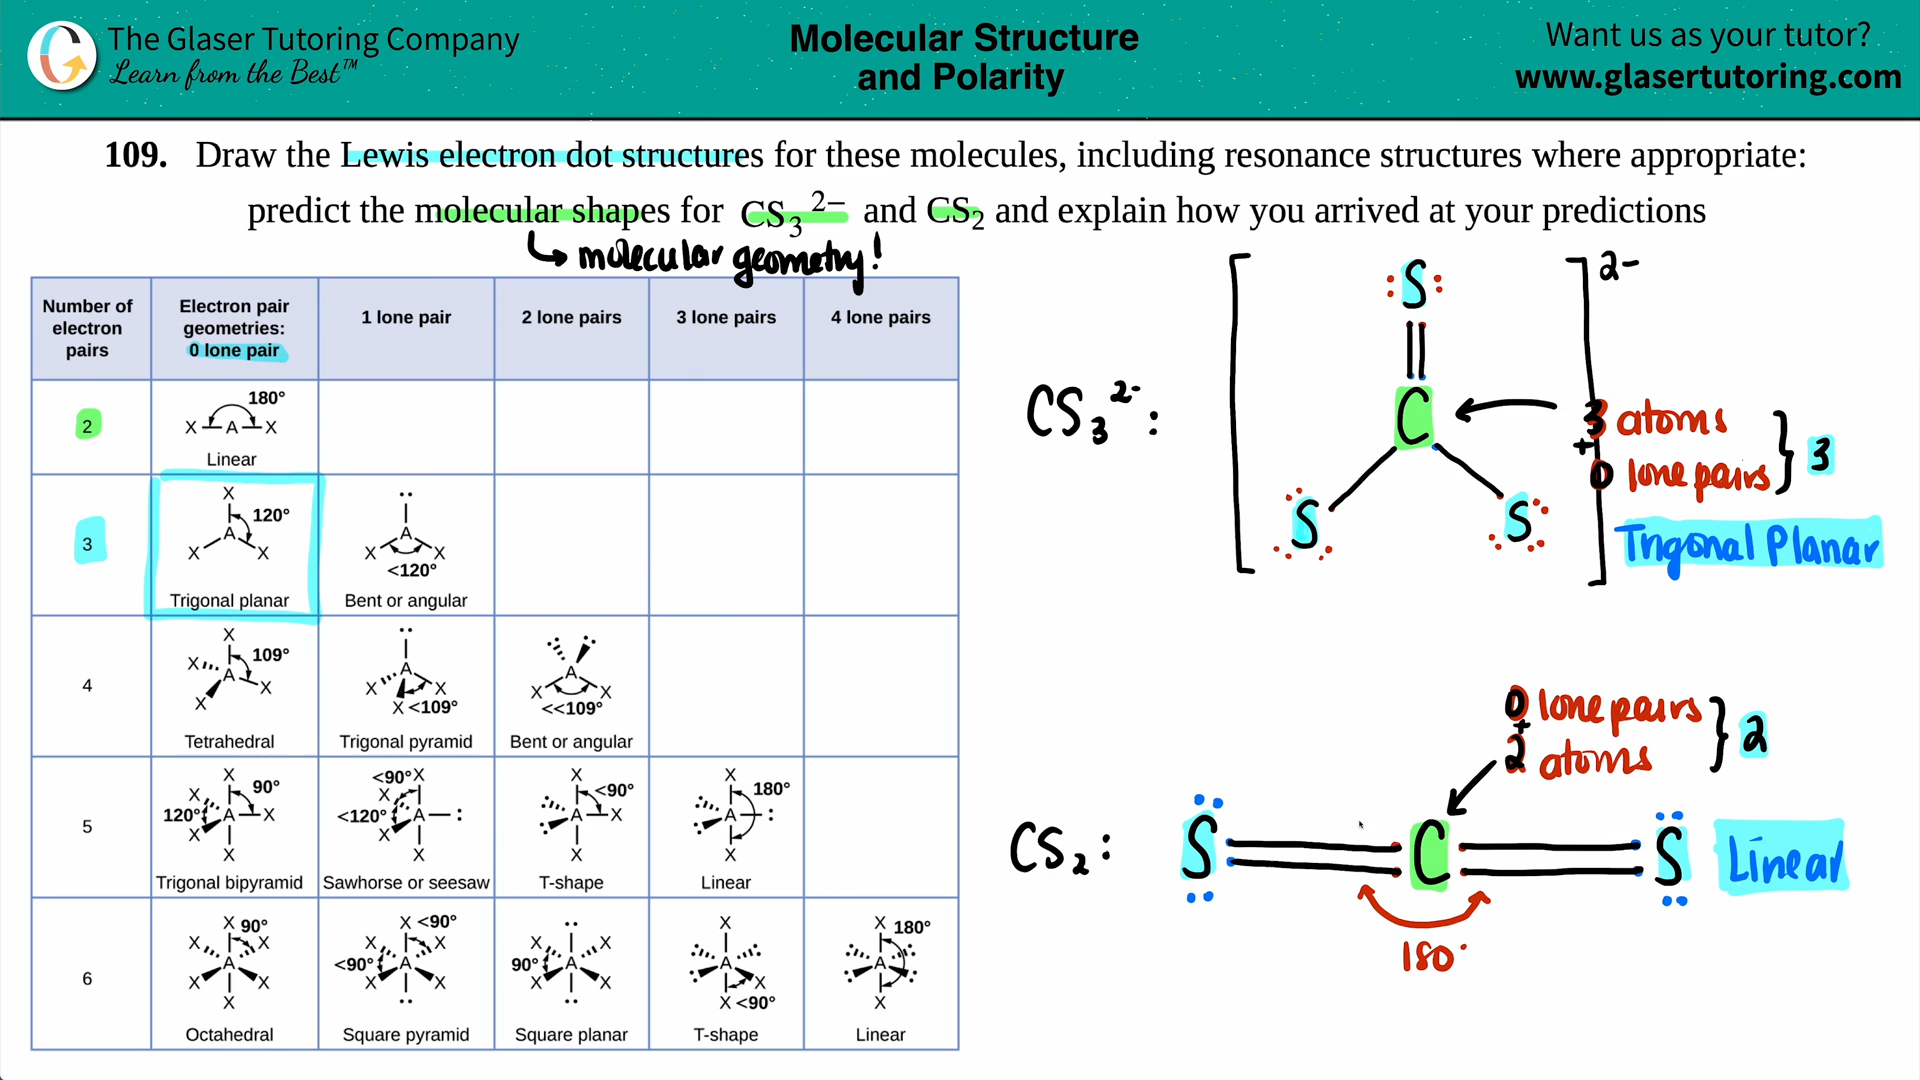 The Glaser Tutoring Company
Learn from the Best™
Molecular Structure
and Polarity
Want us as your tutor?
www.glasertutoring.com
109. Draw the Lewis electron dot structures for these molecules, including resonance structures where appropriate:
predict the molecular shapes for CS₃²⁻ and CS₂ and explain how you arrived at your predictions
molecular geometry!
Number of electron pairs
Electron pair geometries: 0 lone pair
1 lone pair
2 lone pairs
3 lone pairs
4 lone pairs
2
180°
X A X
Linear
3
X
120°
A
X X
Trigonal planar
A
X X
<120°
Bent or angular
4
X
109°
X A
X X
Tetrahedral
A
X X
X <109°
Trigonal pyramid
A
X X
<<109°
Bent or angular
5
X
90°
X
120° A X
X
X
Trigonal bipyramid
<90° X
X
<120° A :
X
X
Sawhorse or seesaw
X
<90°
A X
X
T-shape
X
180°
A :
X
Linear
6
X 90°
X X
A
X X
X
Octahedral
X <90°
X X
<90° A
X X
Square pyramid
X X
90° A
X X
Square planar
X
A
X
X <90°
T-shape
X 180°
A
X
Linear
CS₃²⁻:
2-
S
C
S S
3 atoms
+
0 lone pairs
3
Trigonal Planar
0 lone pairs
+
2 atoms
2
CS₂:
S C S
Linear
180°